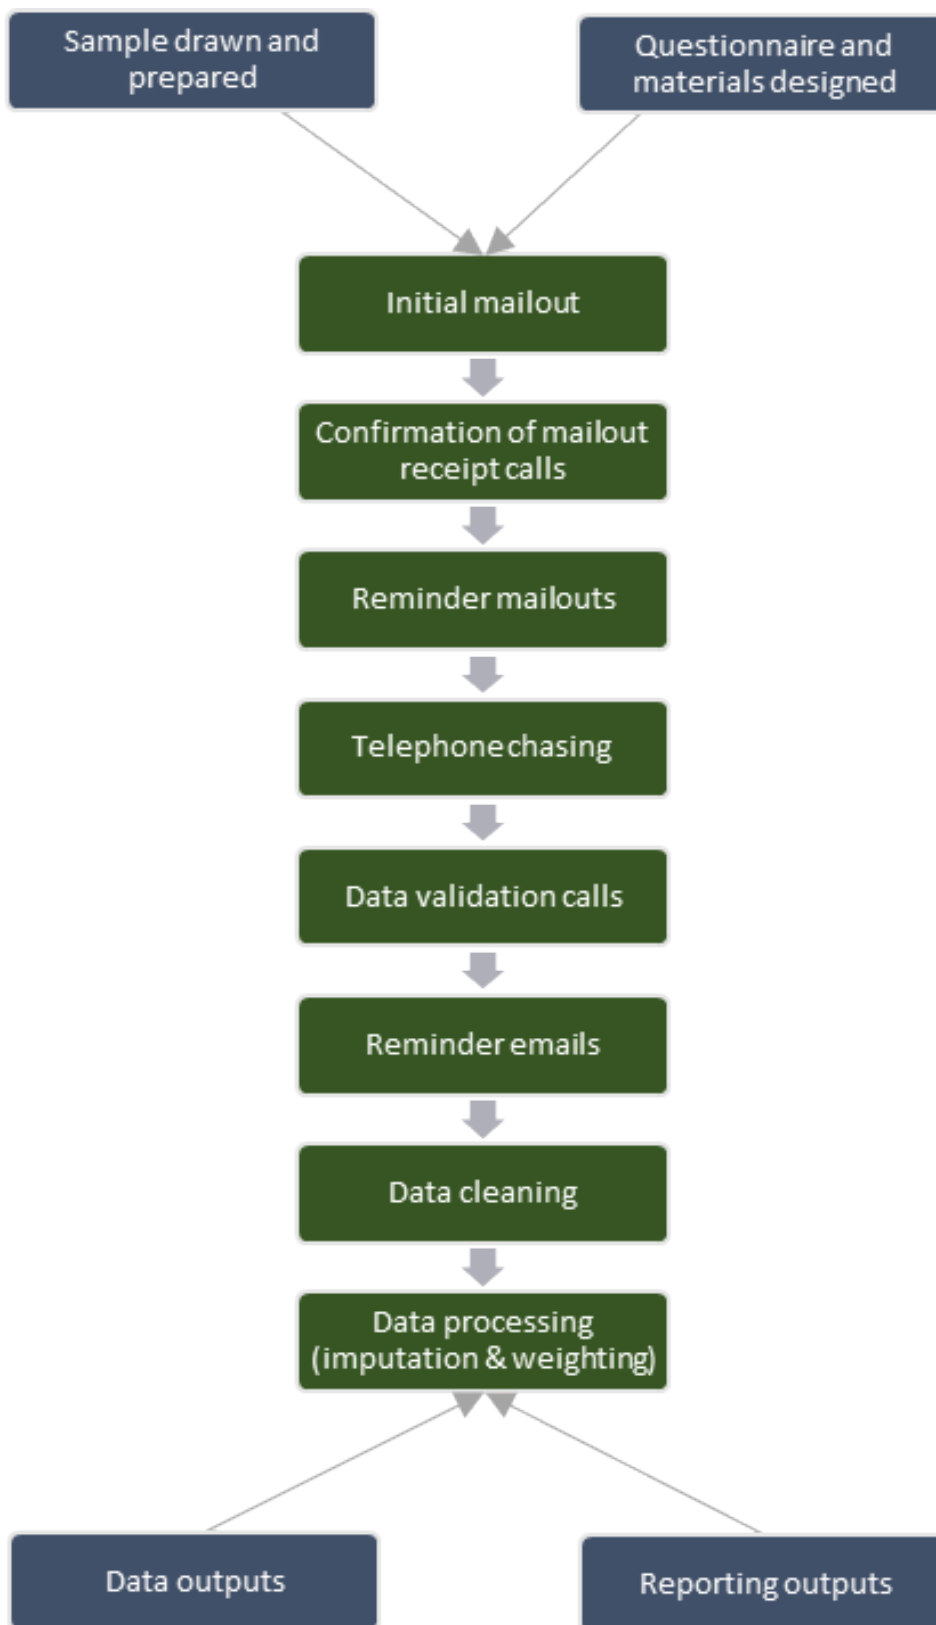 Sample drawn and
prepared
Questionnaire and
materials designed
Initial mailout
Confirmation of mailout
receipt calls
Reminder mailouts
Telephone chasing
Data validation calls
Reminder emails
Data cleaning
Data processing
(imputation & weighting)
Data outputs
Reporting outputs